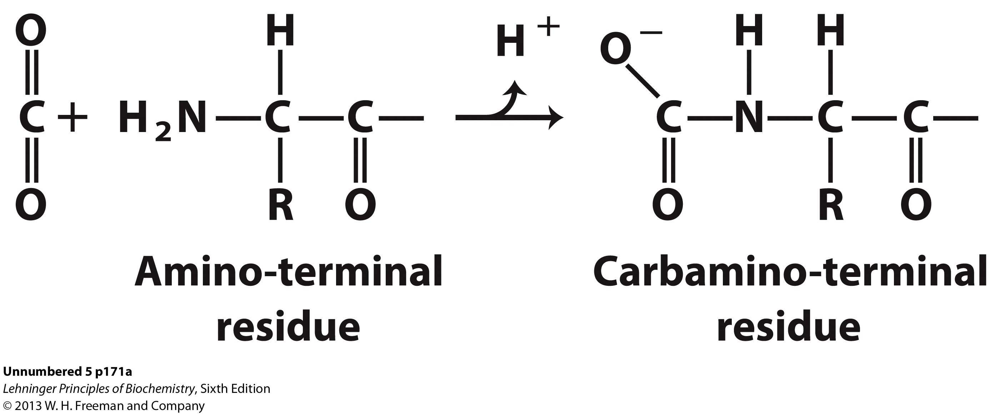 O H H + O − H H
C + H2N C C C N C C
O R O O R O
Amino-terminal Carbamino-terminal
residue residue
Unnumbered 5 p171a
Lehninger Principles of Biochemistry, Sixth Edition
© 2013 W. H. Freeman and Company